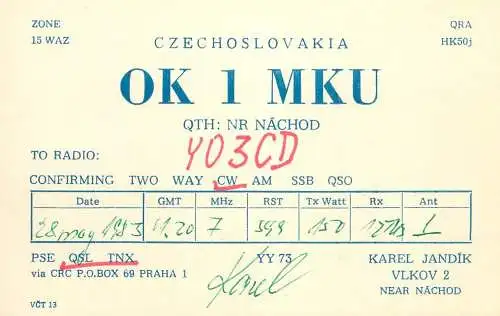 ZONE
QRA
15 WAZ
HK50j
CZECHOSLOVAKIA
OK 1 MKU
QTH: NR NÁCHOD
TO RADIO:
YO3CD
CONFIRMING TWO WAY CW AM SSB QSO
Date GMT MHz RST Tx Watt Rx Ant
28 may 1983 7 599 150
PSE QSL TNX YY 73 KAREL JANDÍK
via CRC P.O.BOX 69 PRAHA 1 Karel VLKOV 2
NEAR NÁCHOD
VČT 13